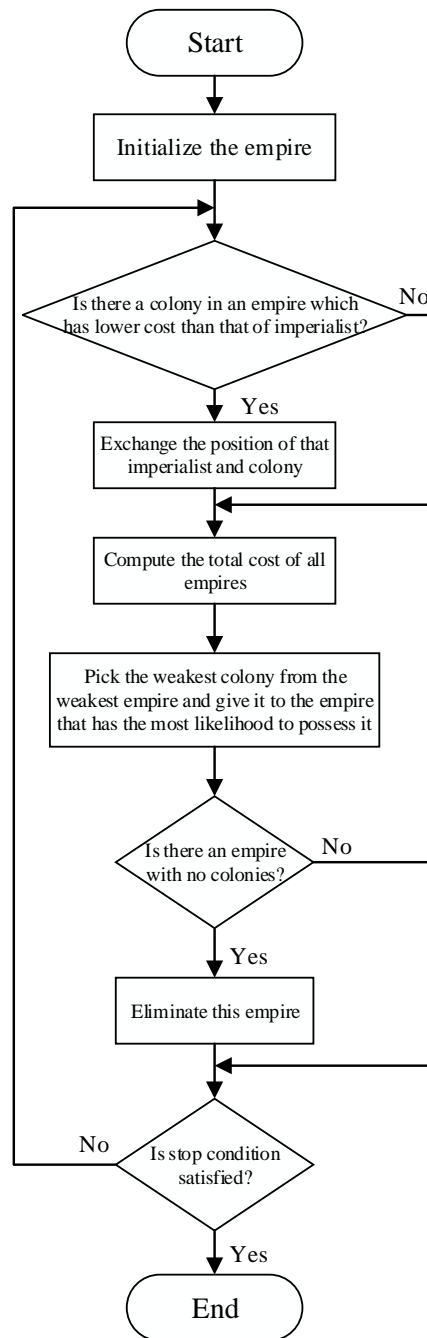 Start
Initialize the empire
Is there a colony in an empire which
has lower cost than that of imperialist?
No
Yes
Exchange the position of that
imperialist and colony
Compute the total cost of all
empires
Pick the weakest colony from the
weakest empire and give it to the empire
that has the most likelihood to possess it
Is there an empire
with no colonies?
No
Yes
Eliminate this empire
Is stop condition
satisfied?
No
Yes
End